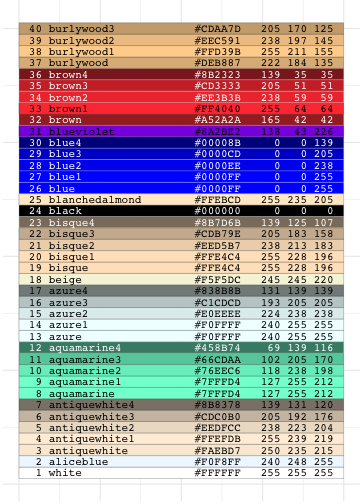 40 burlywood3 #CDAA7D 205 170 125
39 burlywood2 #EEC591 238 197 145
38 burlywood1 #FFD39B 255 211 155
37 burlywood #DEB887 222 184 135
36 brown4 #8B2323 139 35 35
35 brown3 #CD3333 205 51 51
34 brown2 #EE3B3B 238 59 59
33 brown1 #FF4040 255 64 64
32 brown #A52A2A 165 42 42
31 blueviolet #8A2BE2 138 43 226
30 blue4 #00008B 0 0 139
29 blue3 #0000CD 0 0 205
28 blue2 #0000EE 0 0 238
27 blue1 #0000FF 0 0 255
26 blue #0000FF 0 0 255
25 blanchedalmond #FFEBCD 255 235 205
24 black #000000 0 0 0
23 bisque4 #8B7D6B 139 125 107
22 bisque3 #CDB79E 205 183 158
21 bisque2 #EED5B7 238 213 183
20 bisque1 #FFE4C4 255 228 196
19 bisque #FFE4C4 255 228 196
18 beige #F5F5DC 245 245 220
17 azure4 #838B8B 131 139 139
16 azure3 #C1CDCD 193 205 205
15 azure2 #E0EEEE 224 238 238
14 azure1 #F0FFFF 240 255 255
13 azure #F0FFFF 240 255 255
12 aquamarine4 #458B74 69 139 116
11 aquamarine3 #66CDAA 102 205 170
10 aquamarine2 #76EEC6 118 238 198
9 aquamarine1 #7FFFD4 127 255 212
8 aquamarine #7FFFD4 127 255 212
7 antiquewhite4 #8B8378 139 131 120
6 antiquewhite3 #CDC0B0 205 192 176
5 antiquewhite2 #EEDFCC 238 223 204
4 antiquewhite1 #FFEFDB 255 239 219
3 antiquewhite #FAEBD7 250 235 215
2 aliceblue #F0F8FF 240 248 255
1 white #FFFFFF 255 255 255